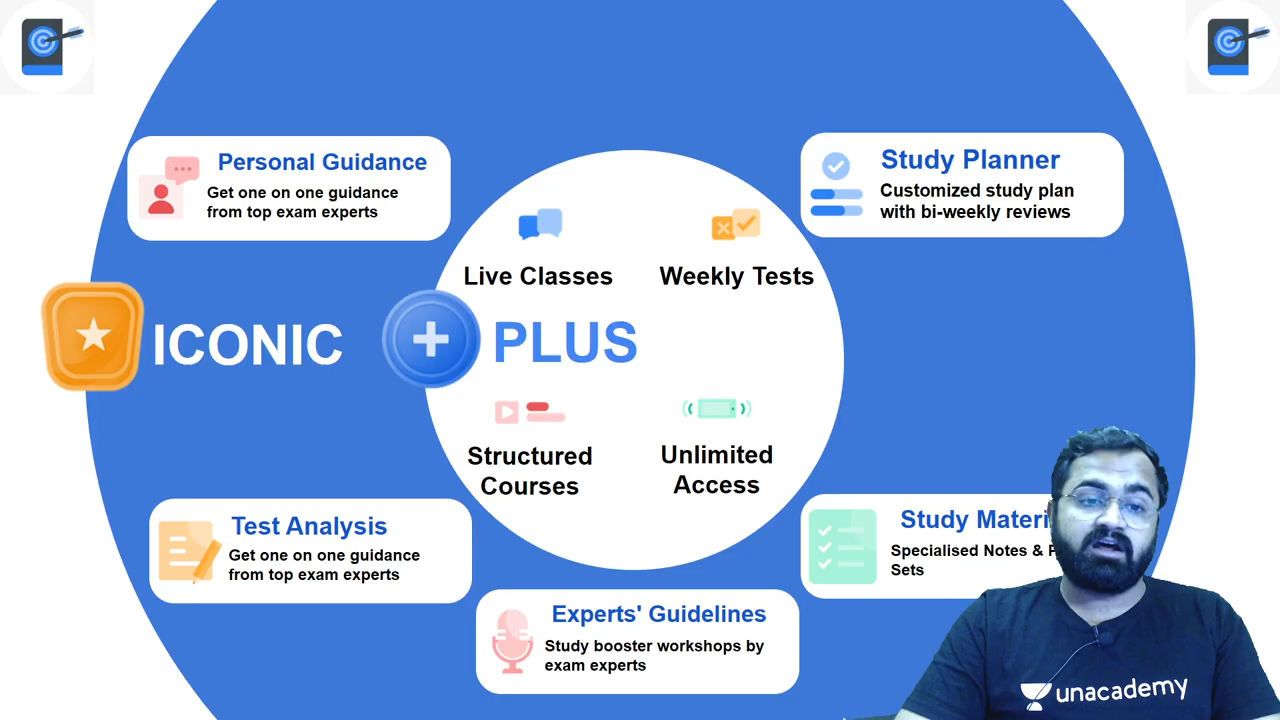 Personal Guidance
Get one on one guidance
from top exam experts
Study Planner
Customized study plan
with bi-weekly reviews
Live Classes
Weekly Tests
ICONIC
PLUS
Structured
Courses
Unlimited
Access
Test Analysis
Get one on one guidance
from top exam experts
Study
Specialised Notes &
Sets
Experts' Guidelines
Study booster workshops by
exam experts
unacademy